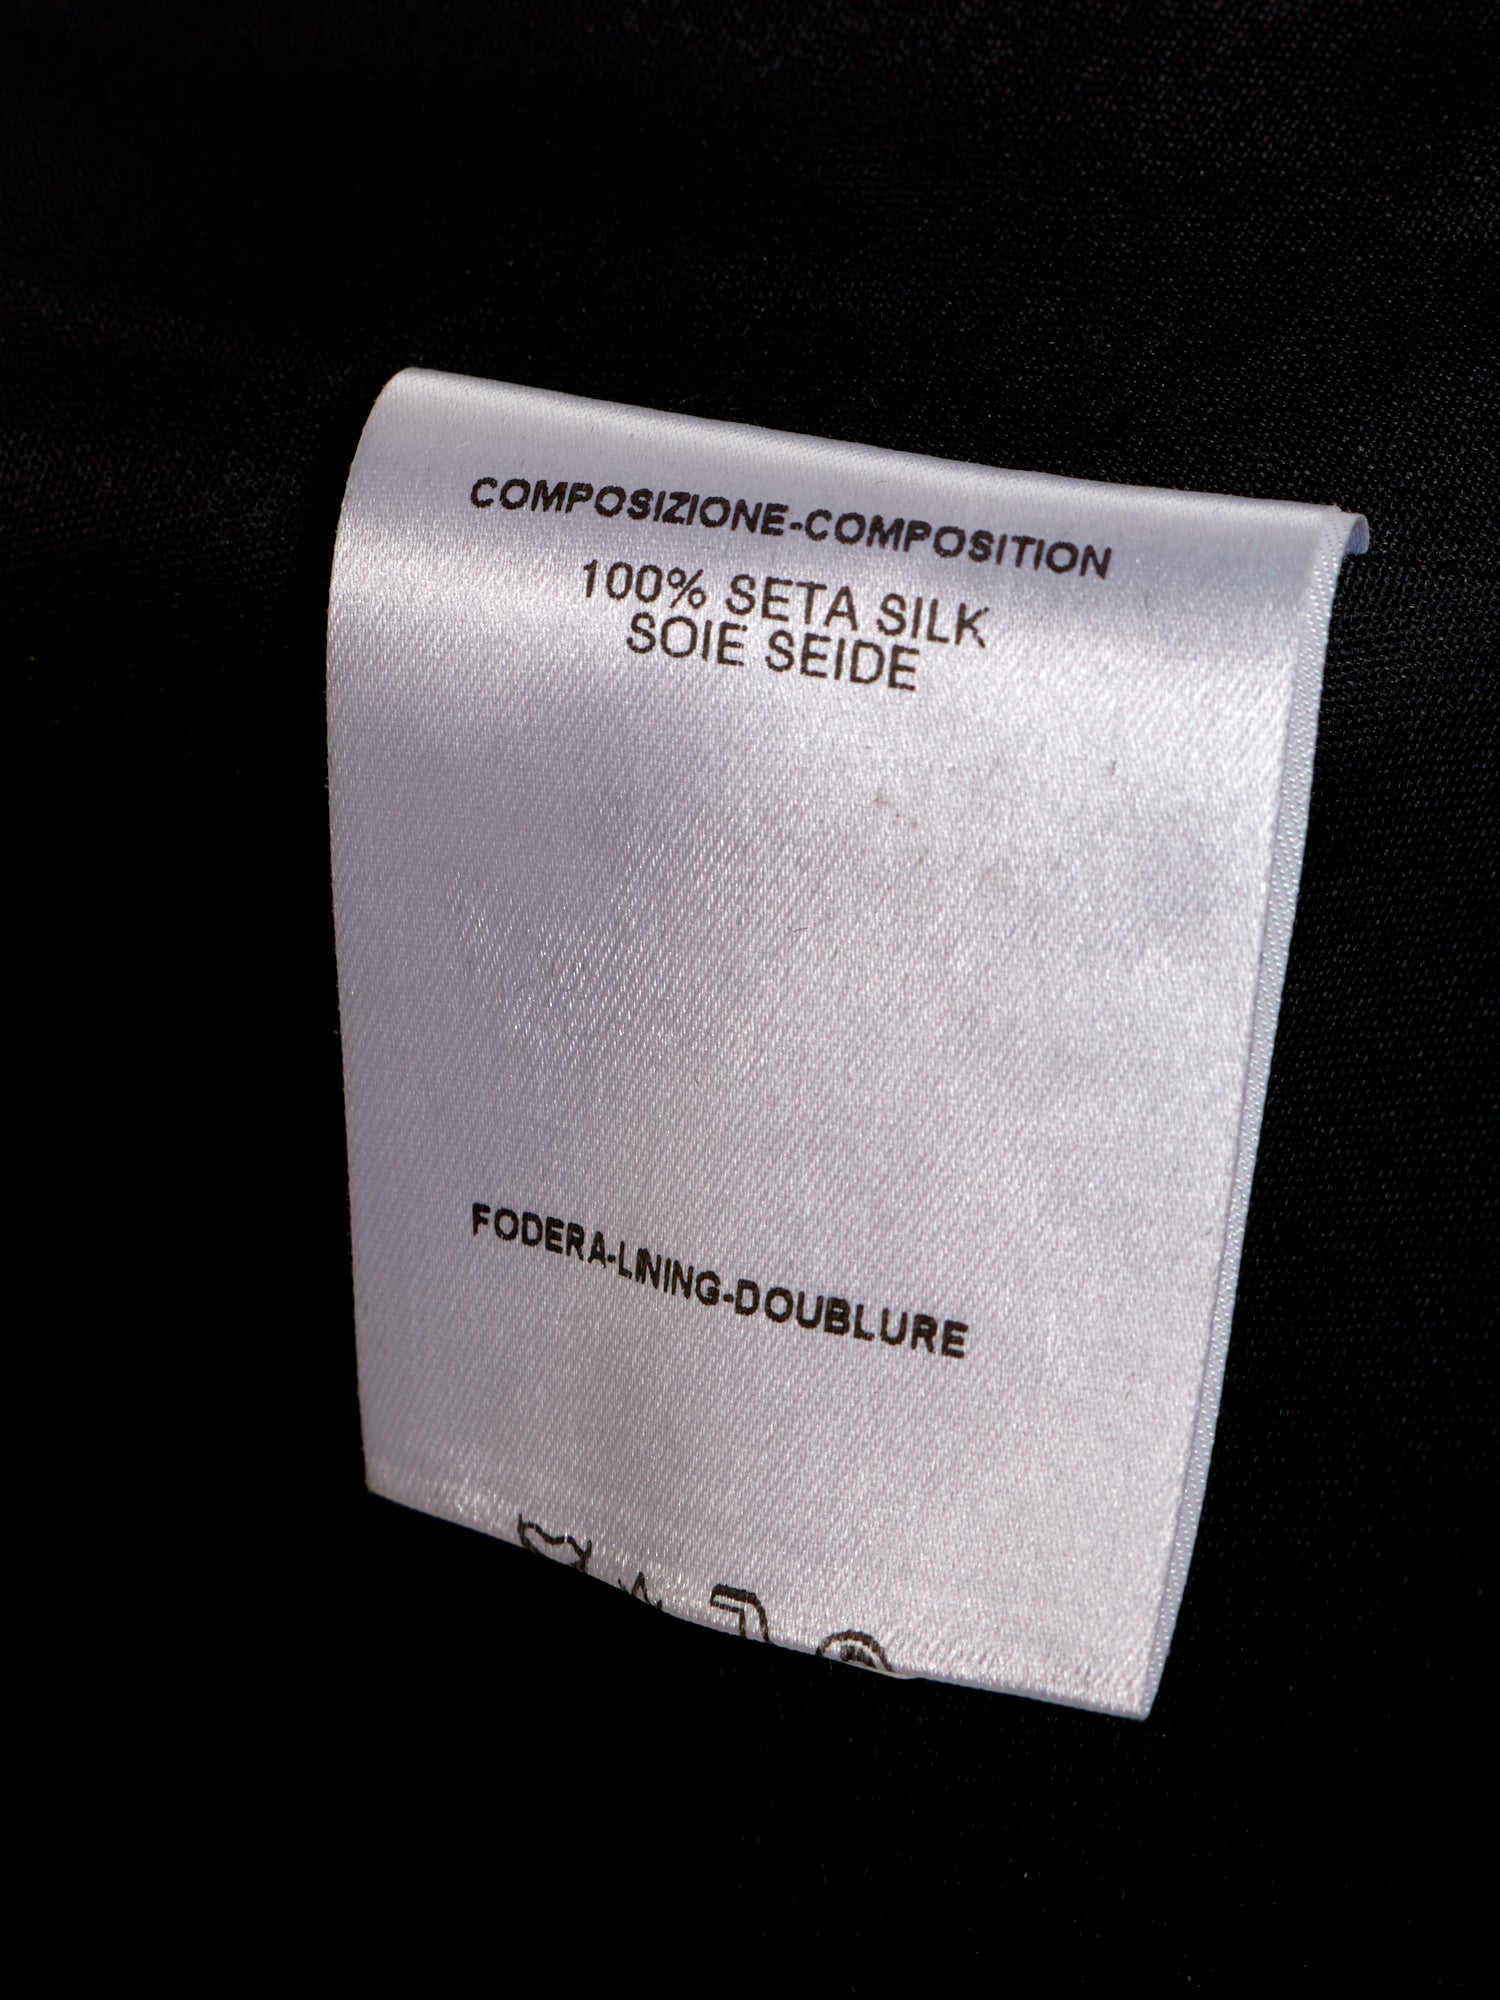 COMPOSIZIONE-COMPOSITION
100% SETA SILK
SOIE SEIDE
FODERA-LINING-DOUBLURE